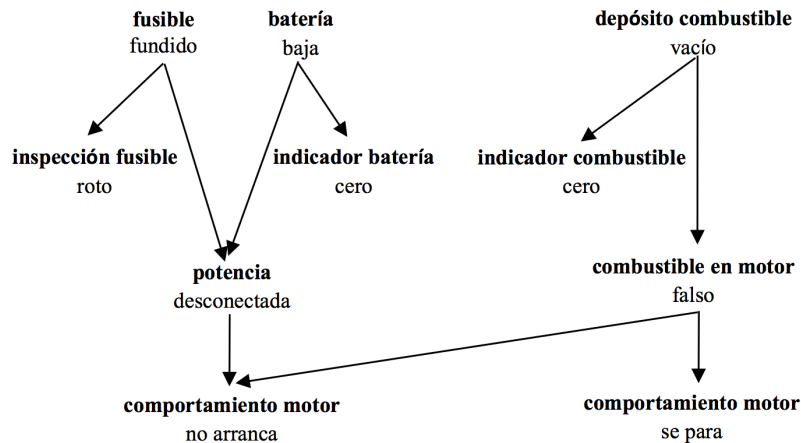 fusible
fundido
batería
baja
depósito combustible
vacío
inspección fusible
roto
indicador batería
cero
indicador combustible
cero
potencia
desconectada
combustible en motor
falso
comportamiento motor
no arranca
comportamiento motor
se para